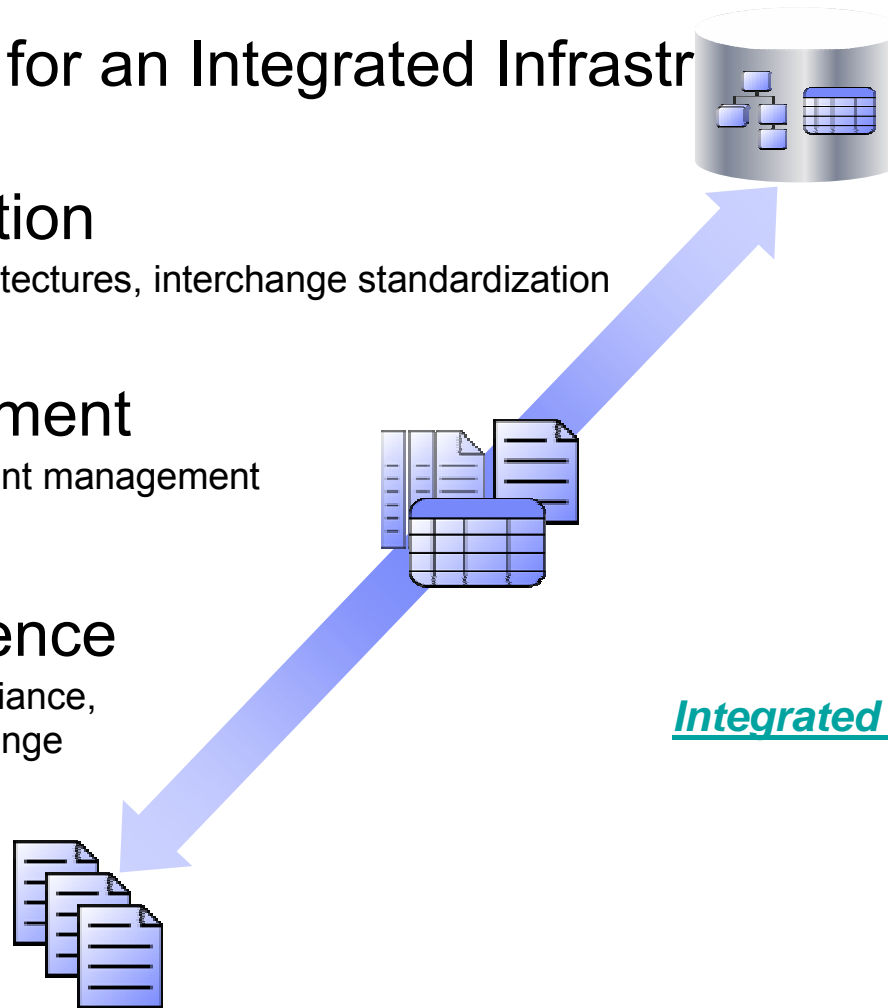 for an Integrated Infrastr
tion
tectures, interchange standardization
ment
nt management
ence
iance,
nge
Integrated